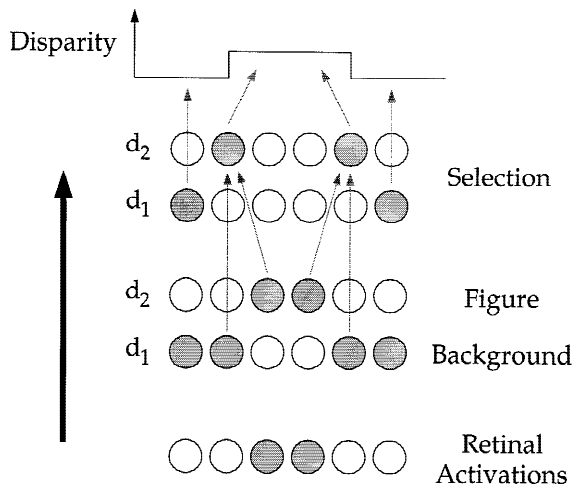 Disparity
d2
Selection
d1
d2
Figure
d1
Background
Retinal
Activations